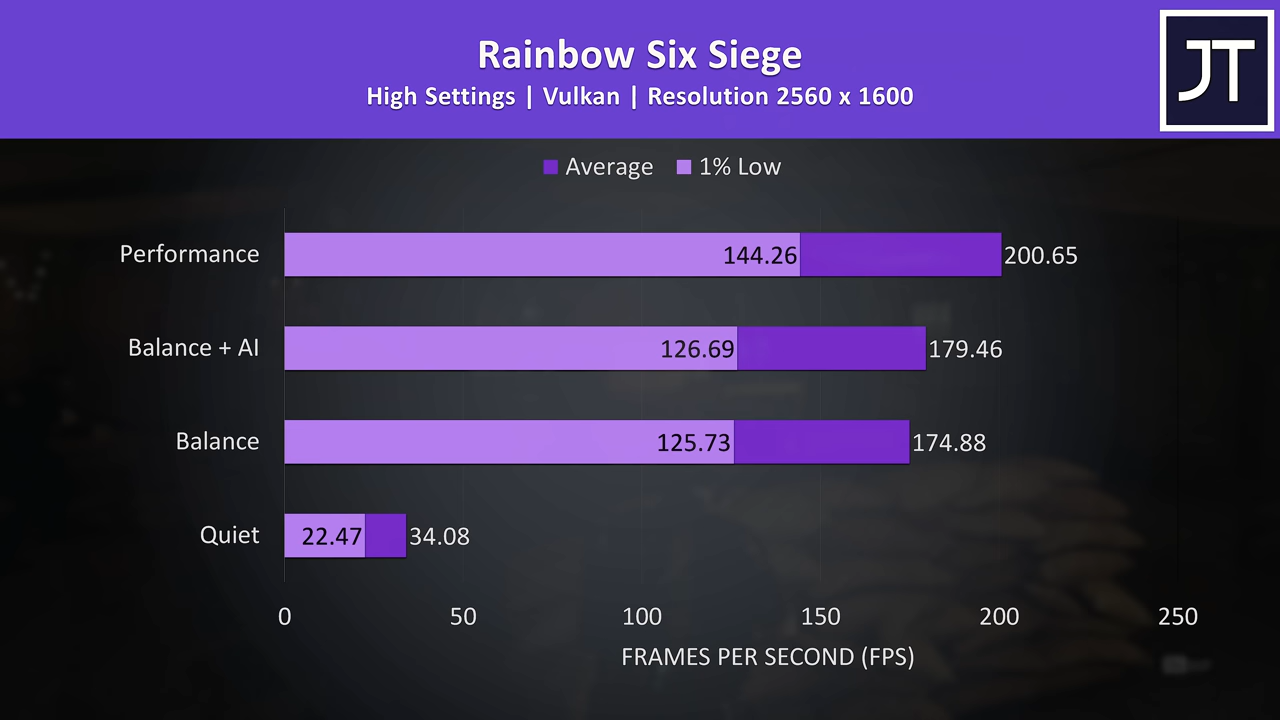 Rainbow Six Siege
High Settings | Vulkan | Resolution 2560 x 1600
JT
Average 1% Low
Performance 144.26 200.65
Balance + AI 126.69 179.46
Balance 125.73 174.88
Quiet 22.47 34.08
0 50 100 150 200 250
FRAMES PER SECOND (FPS)